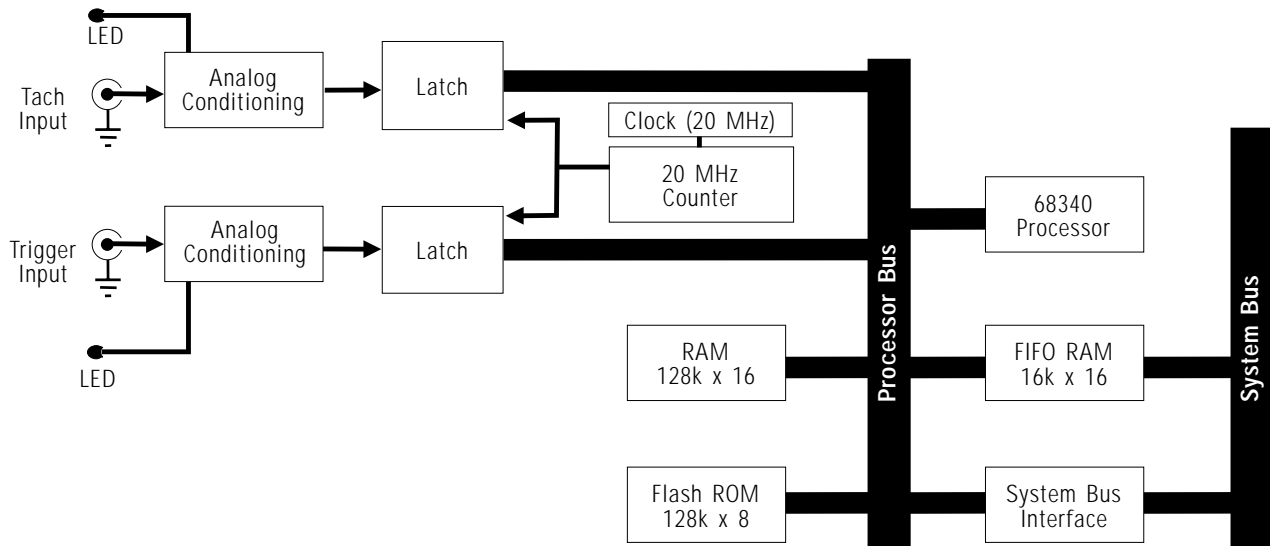 LED
Tach
Input
Analog
Conditioning
Latch
Clock (20 MHz)
20 MHz
Counter
Trigger
Input
Analog
Conditioning
Latch
LED
68340
Processor
Processor Bus
System Bus
RAM
128k x 16
FIFO RAM
16k x 16
Flash ROM
128k x 8
System Bus
Interface